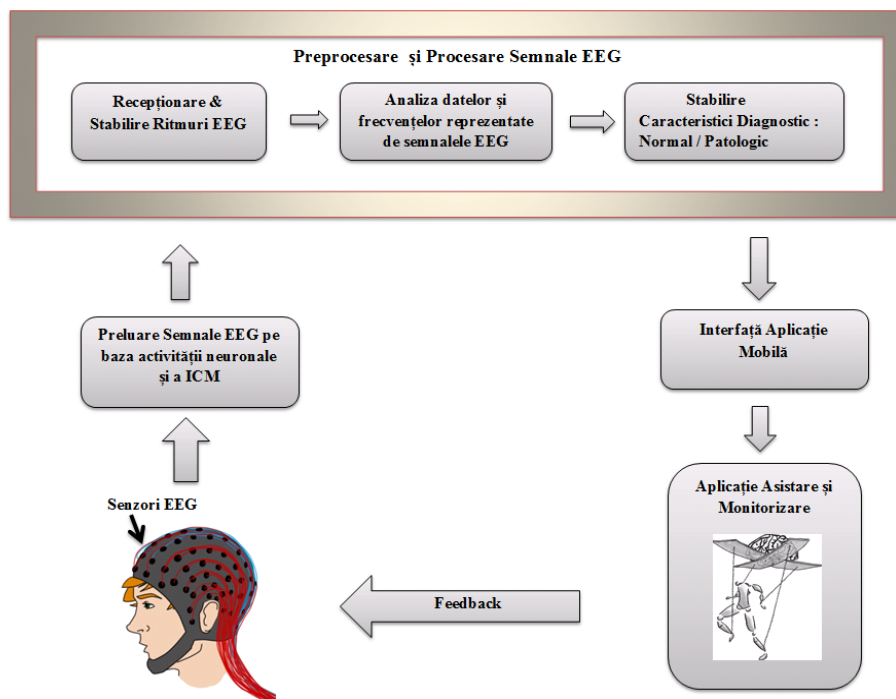 Preprocesare și Procesare Semnale EEG
Recepționare &
Stabilire Ritmuri EEG
Analiza datelor și
frecvențelor reprezentate
de semnalele EEG
Stabilire
Caracteristici Diagnostic :
Normal / Patologic
Preluare Semnale EEG pe
baza activității neuronale
și a ICM
Interfață Aplicație
Mobilă
Senzori EEG
Aplicație Asistare și
Monitorizare
Feedback